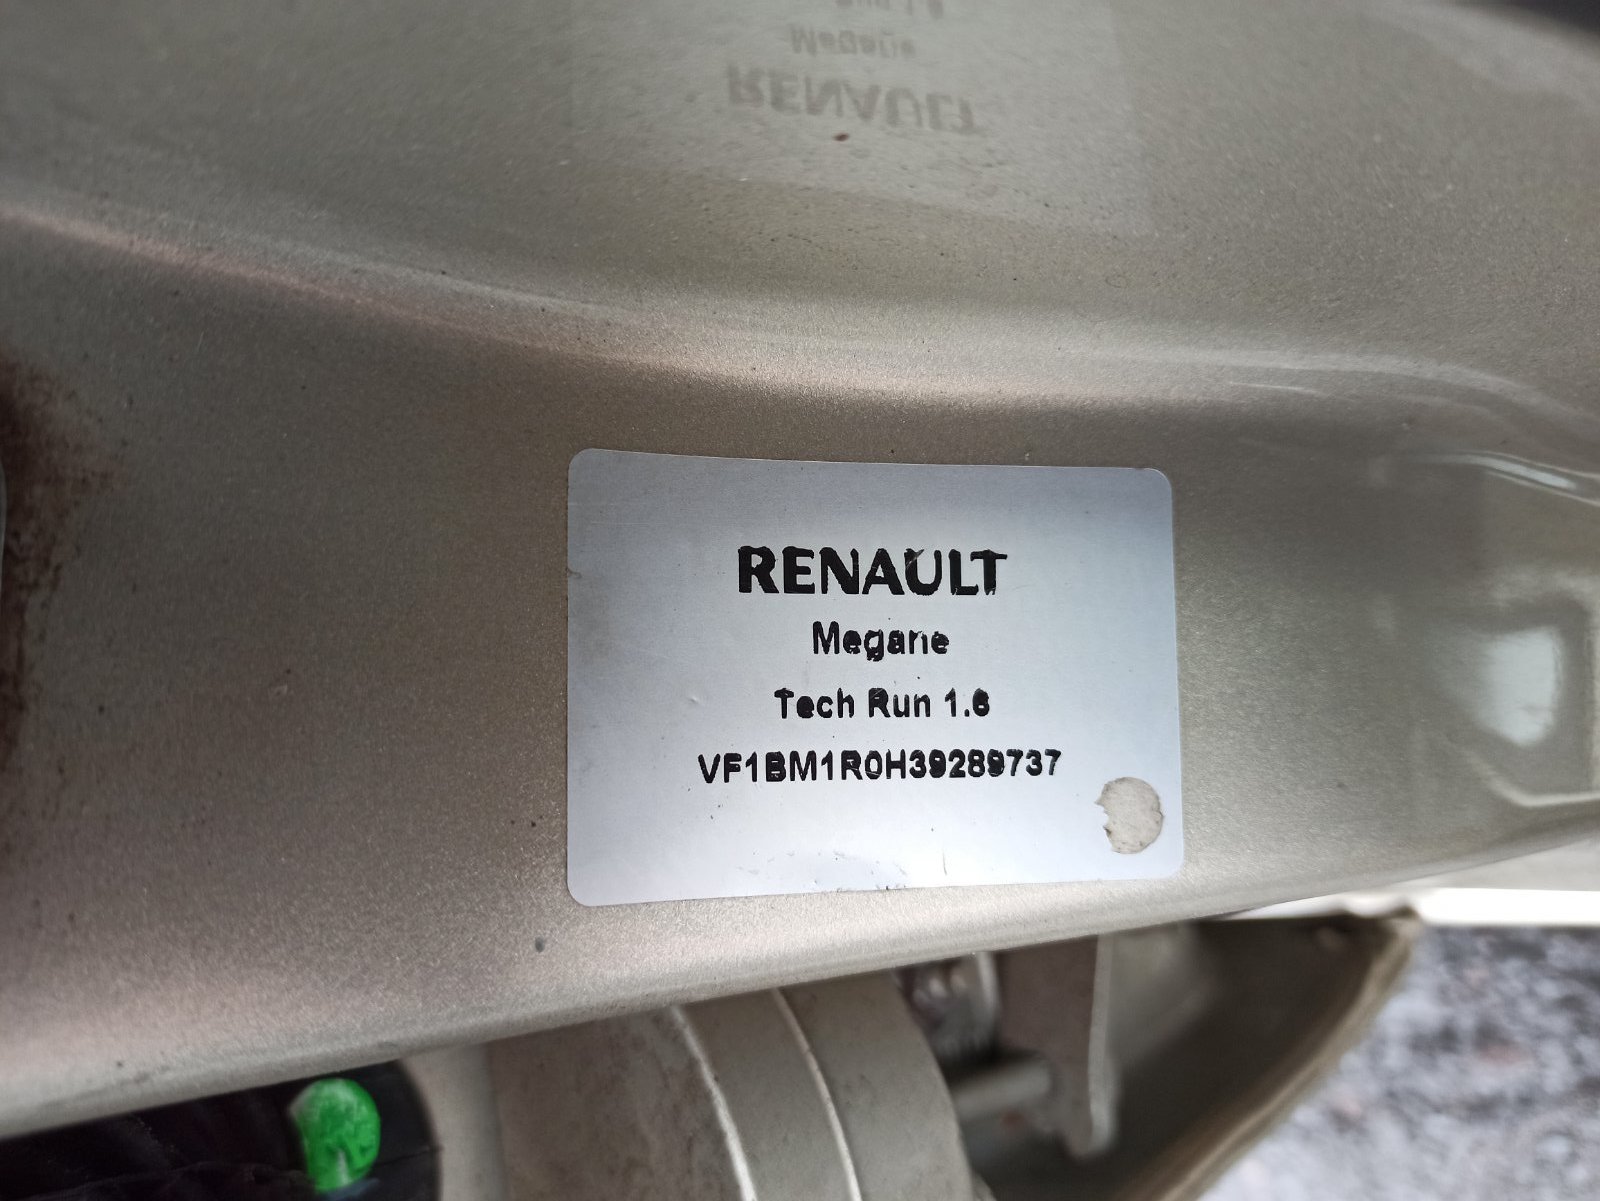 RENAULT
Megane
Tech Run 1.6
VF1BM1R0H39289737